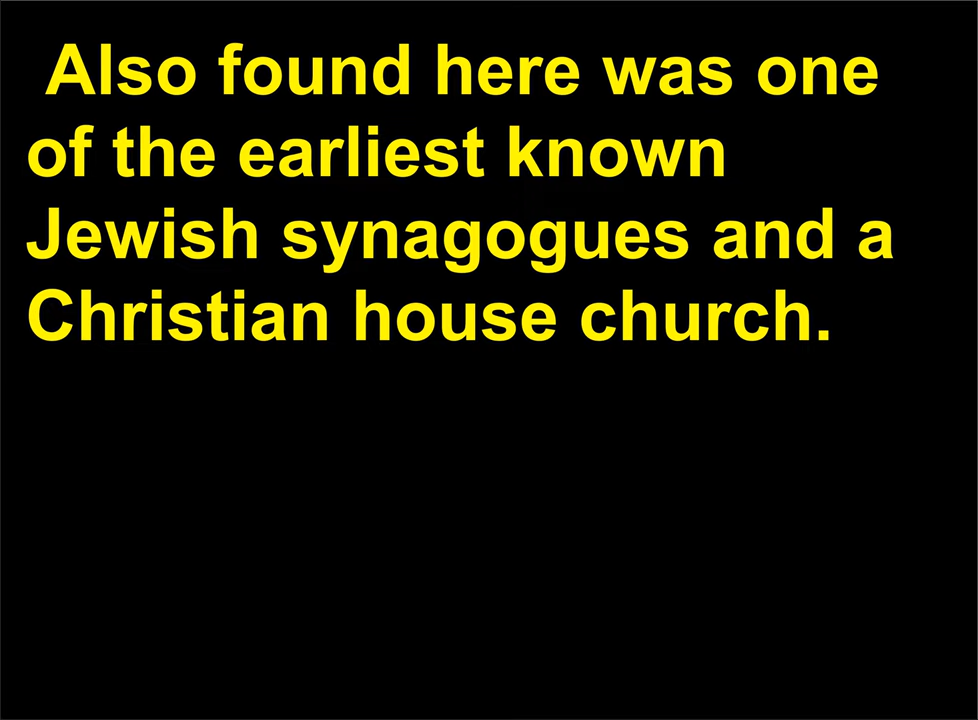 Also found here was one
of the earliest known
Jewish synagogues and a
Christian house church.